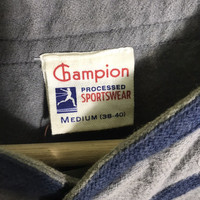 Champion
PROCESSED
SPORTSWEAR
MEDIUM (38-40)